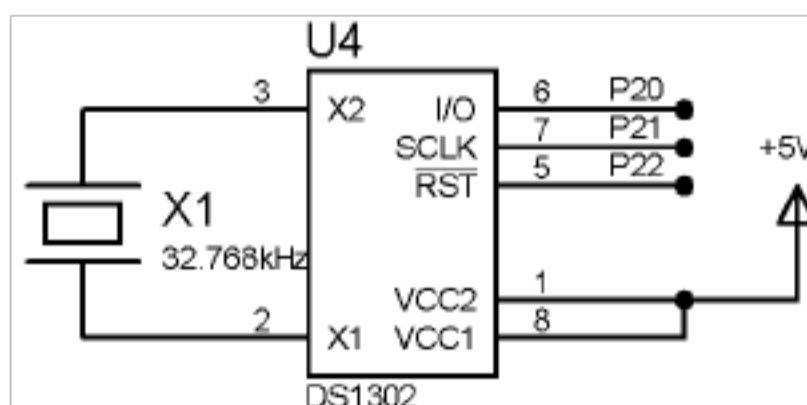 U4
3 X2 I/O 6 P20
SCLK 7 P21
RST 5 P22
+5V
X1
32.768kHz
VCC2 1
2 X1 VCC1 8
DS1302